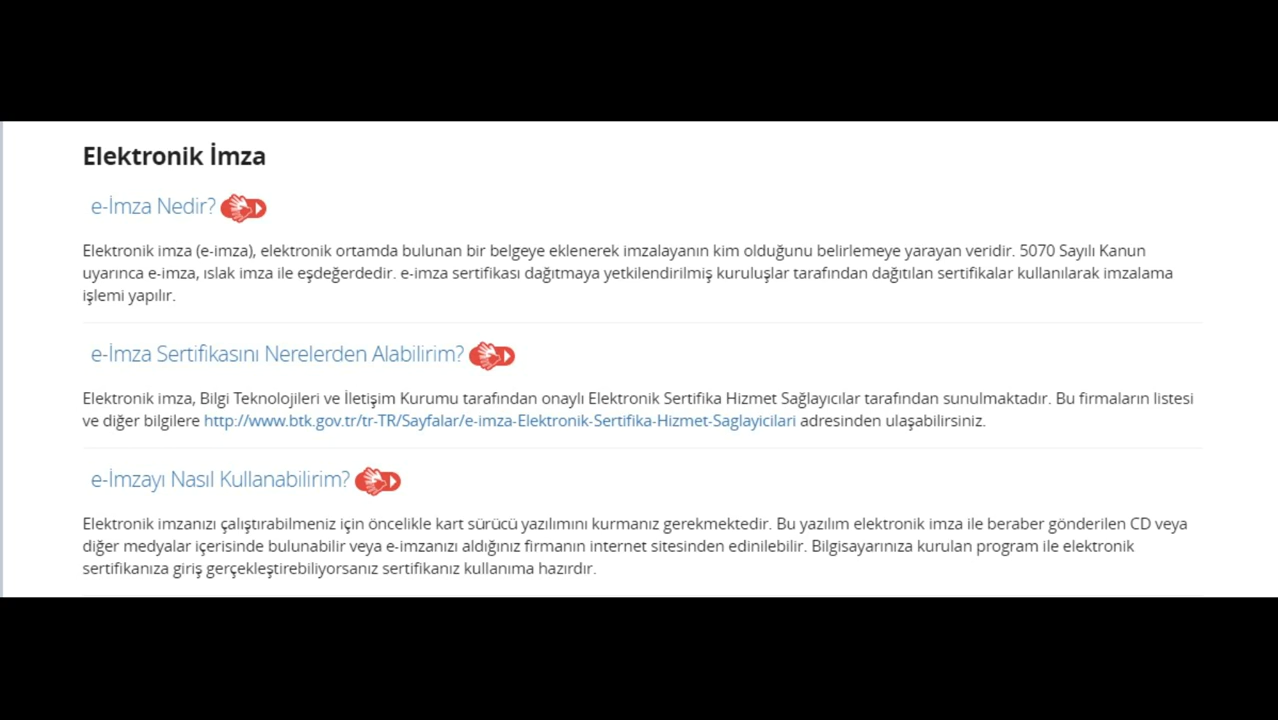 Elektronik İmza
e-İmza Nedir?
Elektronik imza (e-imza), elektronik ortamda bulunan bir belgeye eklenerek imzalayanın kim olduğunu belirlemeye yarayan veridir. 5070 Sayılı Kanun
uyarınca e-imza, ıslak imza ile eşdeğerdedir. e-imza sertifikası dağıtmaya yetkilendirilmiş kuruluşlar tarafından dağıtılan sertifikalar kullanılarak imzalama
işlemi yapılır.
e-İmza Sertifikasını Nerelerden Alabilirim?
Elektronik imza, Bilgi Teknolojileri ve İletişim Kurumu tarafından onaylı Elektronik Sertifika Hizmet Sağlayıcılar tarafından sunulmaktadır. Bu firmaların listesi
ve diğer bilgilere http://www.btk.gov.tr/tr-TR/Sayfalar/e-imza-Elektronik-Sertifika-Hizmet-Saglayicilari adresinden ulaşabilirsiniz.
e-İmzayı Nasıl Kullanabilirim?
Elektronik imzanızı çalıştırabilmeniz için öncelikle kart sürücü yazılımını kurmanız gerekmektedir. Bu yazılım elektronik imza ile beraber gönderilen CD veya
diğer medyalar içerisinde bulunabilir veya e-imzanızı aldığınız firmanın internet sitesinden edinilebilir. Bilgisayarınıza kurulan program ile elektronik
sertifikanıza giriş gerçekleştirebiliyorsanız sertifikanız kullanıma hazırdır.